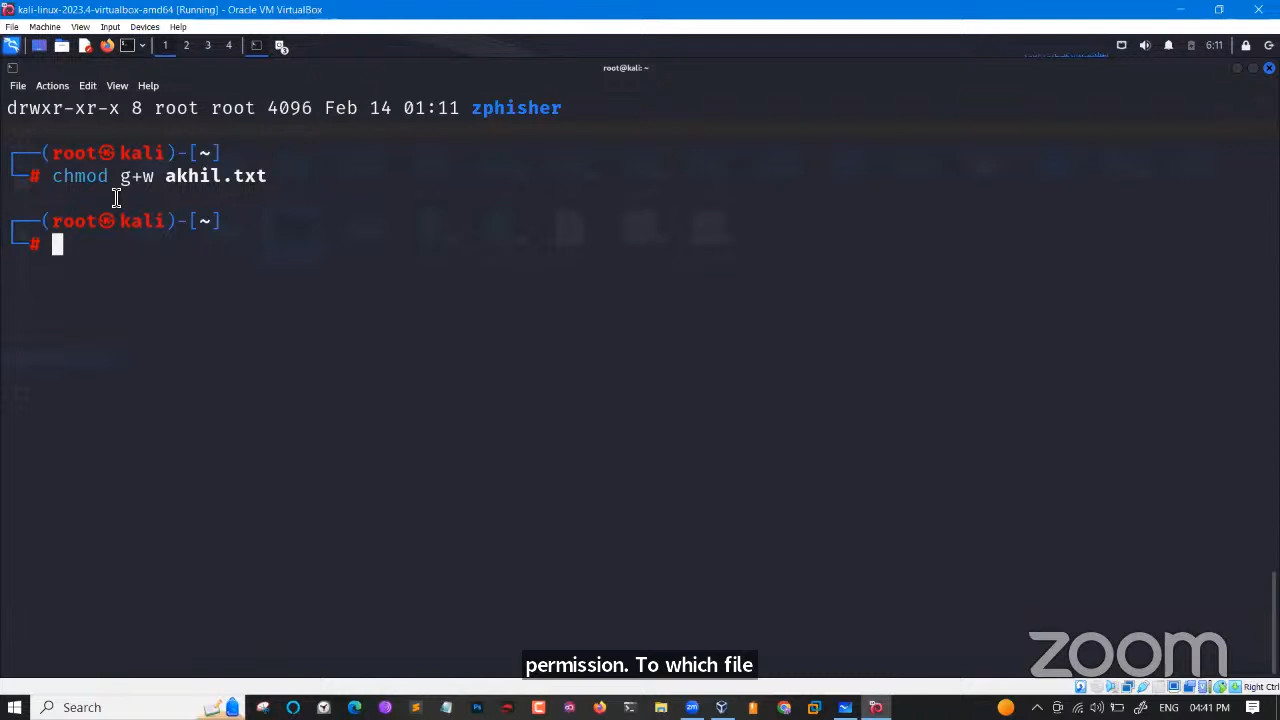 kali-linux-2023.4-virtualbox-amd64 [Running] - Oracle VM VirtualBox
File Machine View Input Devices Help
1 2 3 4 6:11
root@kali: ~
File Actions Edit View Help
drwxr-xr-x 8 root root 4096 Feb 14 01:11 zphisher
┌──(root㉿kali)-[~]
└─# chmod g+w akhil.txt
┌──(root㉿kali)-[~]
└─#
permission. To which file
zoom
Right Ctrl
Search ENG 04:41 PM